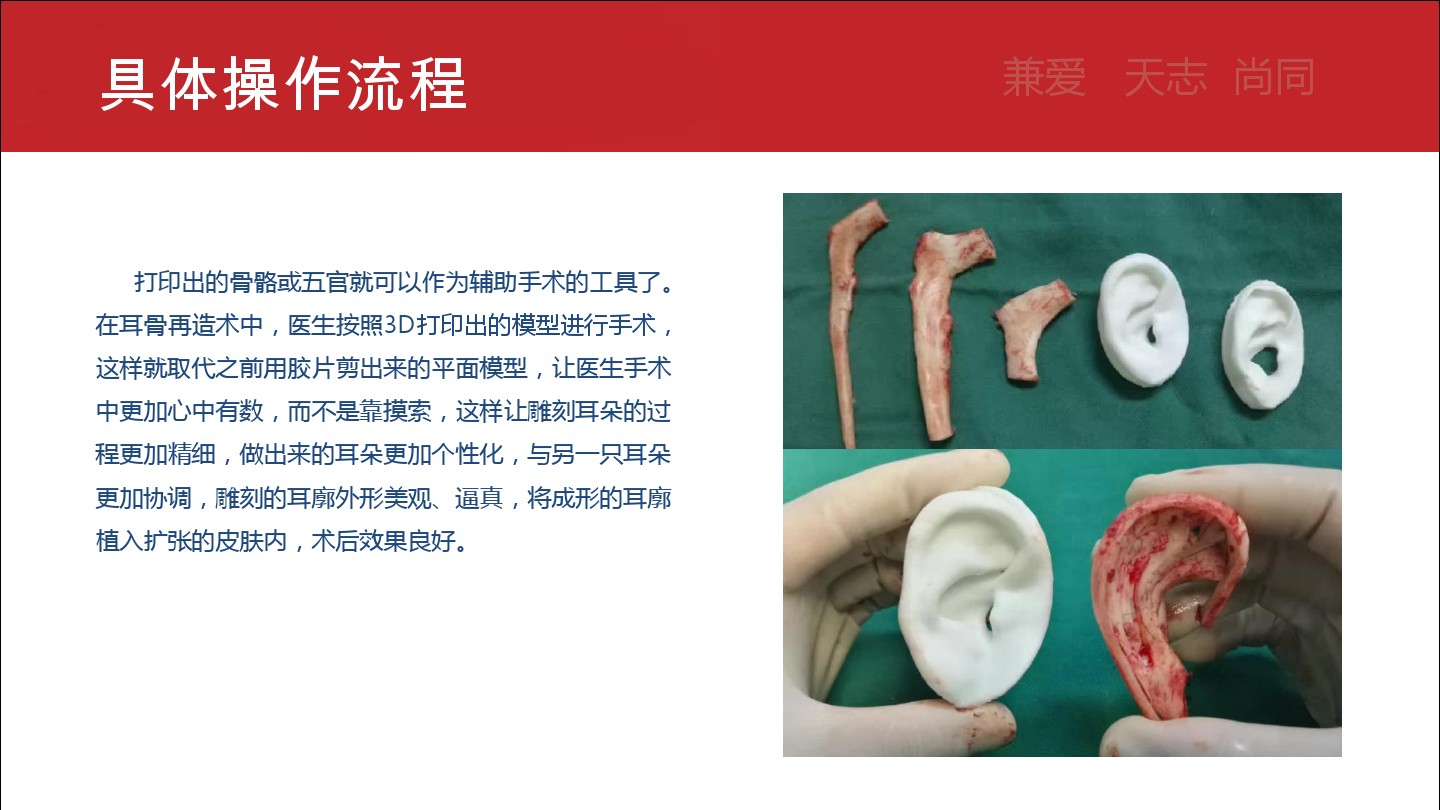 具体操作流程
兼爱 天志 尚同
打印出的骨骼或五官就可以作为辅助手术的工具了。
在耳骨再造术中，医生按照3D打印出的模型进行手术，
这样就取代之前用胶片剪出来的平面模型，让医生手术
中更加心中有数，而不是靠摸索，这样让雕刻耳朵的过
程更加精细，做出来的耳朵更加个性化，与另一只耳朵
更加协调，雕刻的耳廓外形美观、逼真，将成形的耳廓
植入扩张的皮肤内，术后效果良好。